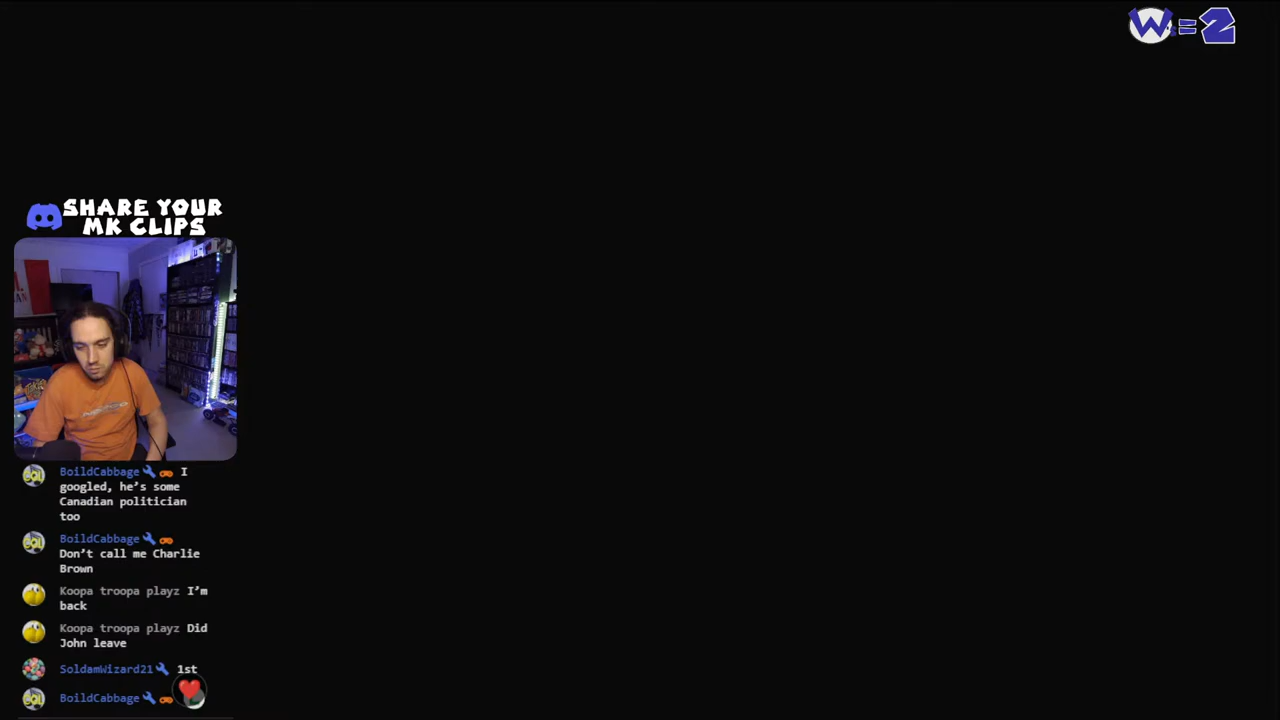 W=2
SHARE YOUR
MK CLIPS
BoildCabbage I
googled, he's some
Canadian politician
too
BoildCabbage
Don't call me Charlie
Brown
Koopa troopa playz I'm
back
Koopa troopa playz Did
John leave
SoldamWizard21 1st
BoildCabbage